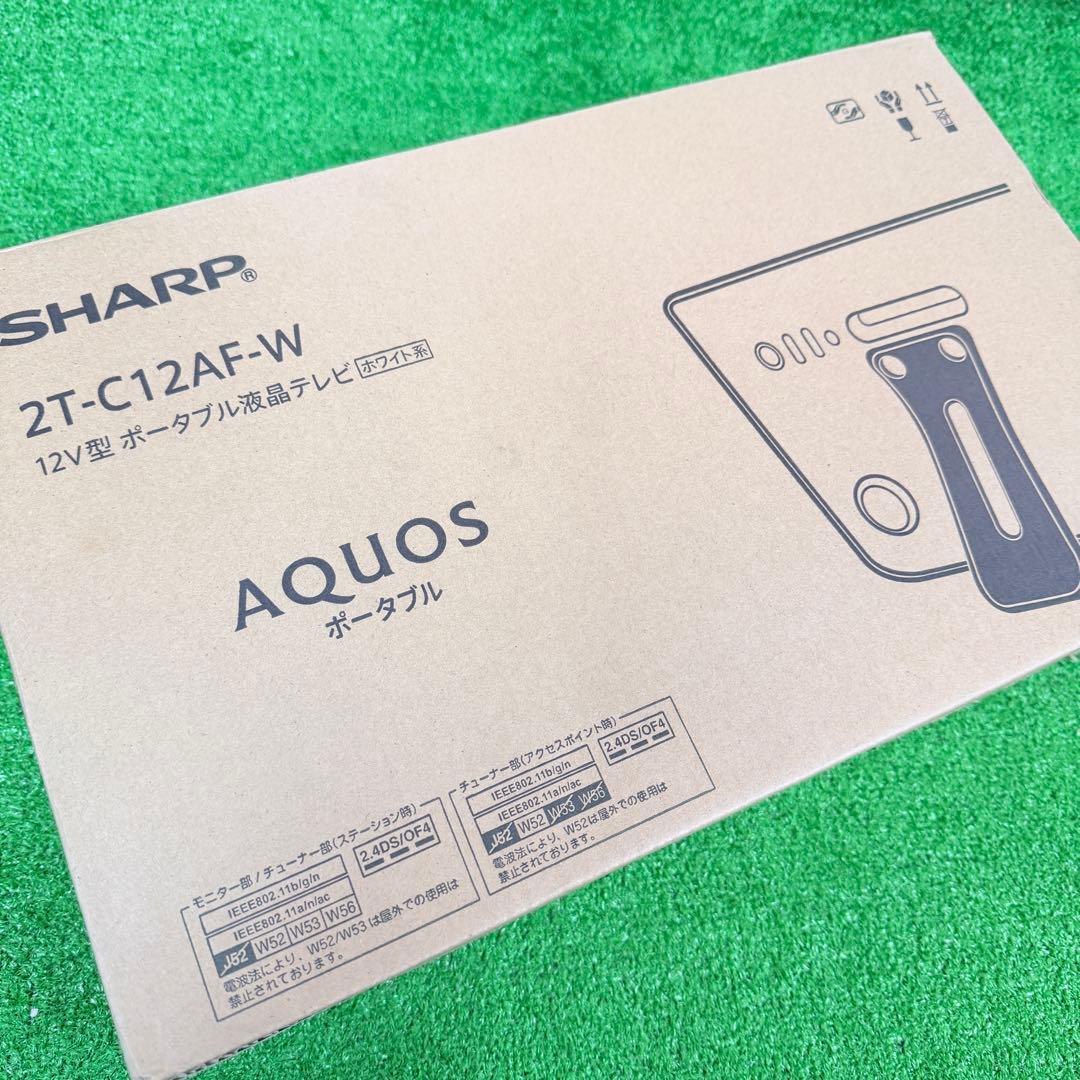 SHARP®
2T-C12AF-W
12V型 ポータブル液晶テレビ ホワイト系
AQUOS
ポータブル
モニター部/チューナー部(ステーション時)
IEEE802.11b/g/n
2.4DS/OF4
IEEE802.11a/n/ac
J52 W52 W53 W56
電波法により、W52/W53は屋外での使用は
禁止されております。
チューナー部(アクセスポイント時)
IEEE802.11b/g/n
2.4DS/OF4
IEEE802.11a/n/ac
J52 W52 W53 W56
電波法により、W52は屋外での使用は
禁止されております。